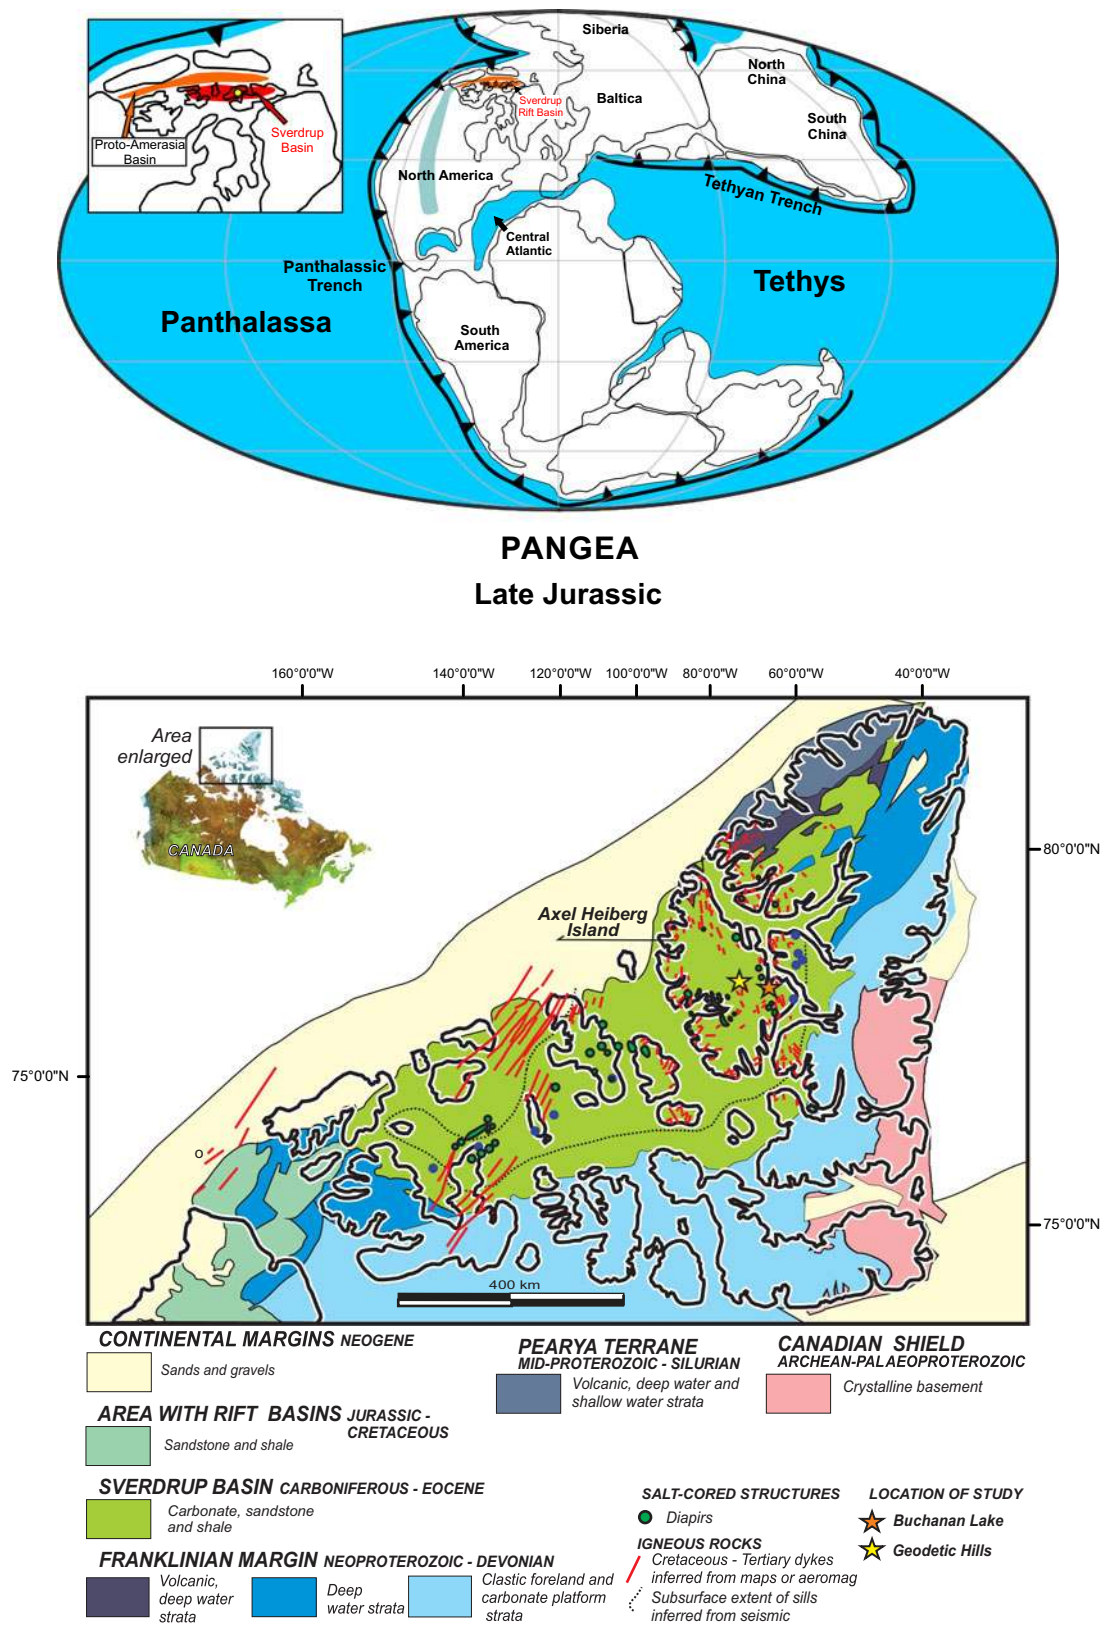 Siberia
North
China
Baltica
South
China
Sverdrup
Rift Basin
Proto-Amerasia
Basin
Sverdrup
Basin
North America
Tethyan Trench
Central
Atlantic
Panthalassic
Trench
Tethys
Panthalassa
South
America
PANGEA
Late Jurassic
160°0'0"W
140°0'0"W
120°0'0"W
100°0'0"W
80°0'0"W
60°0'0"W
40°0'0"W
Area
enlarged
CANADA
80°0'0"N
Axel Heiberg
Island
75°0'0"N
O
75°0'0"N
400 km
CONTINENTAL MARGINS NEOGENE
Sands and gravels
AREA WITH RIFT BASINS JURASSIC -
CRETACEOUS
Sandstone and shale
SVERDRUP BASIN CARBONIFEROUS - EOCENE
Carbonate, sandstone
and shale
FRANKLINIAN MARGIN NEOPROTEROZOIC - DEVONIAN
Volcanic,
deep water
strata
Deep
water strata
Clastic foreland and
carbonate platform
strata
PEARYA TERRANE
MID-PROTEROZOIC - SILURIAN
Volcanic, deep water and
shallow water strata
CANADIAN SHIELD
ARCHEAN-PALAEOPROTEROZOIC
Crystalline basement
SALT-CORED STRUCTURES
Diapirs
IGNEOUS ROCKS
Cretaceous - Tertiary dykes
inferred from maps or aeromag
Subsurface extent of sills
inferred from seismic
LOCATION OF STUDY
Buchanan Lake
Geodetic Hills